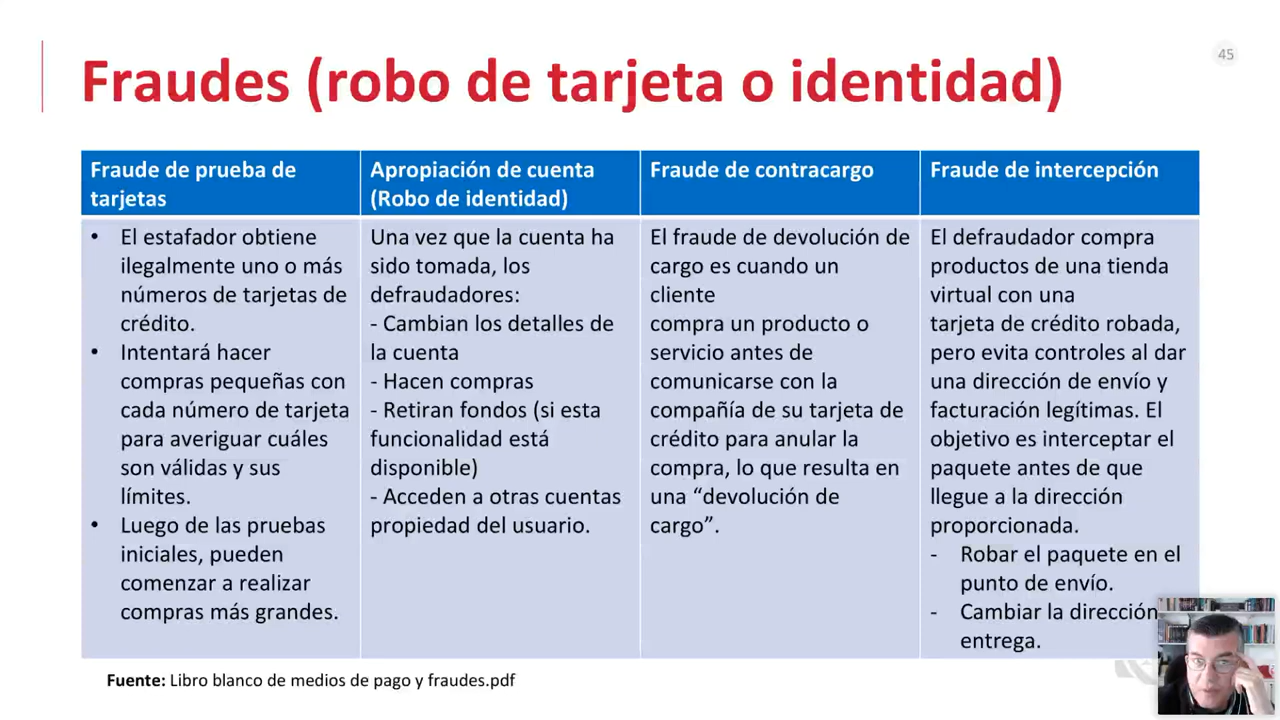 45
Fraudes (robo de tarjeta o identidad)
Fraude de prueba de
tarjetas
• El estafador obtiene
ilegalmente uno o más
números de tarjetas de
crédito.
• Intentará hacer
compras pequeñas con
cada número de tarjeta
para averiguar cuáles
son válidas y sus
límites.
• Luego de las pruebas
iniciales, pueden
comenzar a realizar
compras más grandes.
Apropiación de cuenta
(Robo de identidad)
Una vez que la cuenta ha
sido tomada, los
defraudadores:
- Cambian los detalles de
la cuenta
- Hacen compras
- Retiran fondos (si esta
funcionalidad está
disponible)
- Acceden a otras cuentas
propiedad del usuario.
Fraude de contracargo
El fraude de devolución de
cargo es cuando un
cliente
compra un producto o
servicio antes de
comunicarse con la
compañía de su tarjeta de
crédito para anular la
compra, lo que resulta en
una “devolución de
cargo”.
Fraude de intercepción
El defraudador compra
productos de una tienda
virtual con una
tarjeta de crédito robada,
pero evita controles al dar
una dirección de envío y
facturación legítimas. El
objetivo es interceptar el
paquete antes de que
llegue a la dirección
proporcionada.
- Robar el paquete en el
punto de envío.
- Cambiar la dirección
entrega.
Fuente: Libro blanco de medios de pago y fraudes.pdf